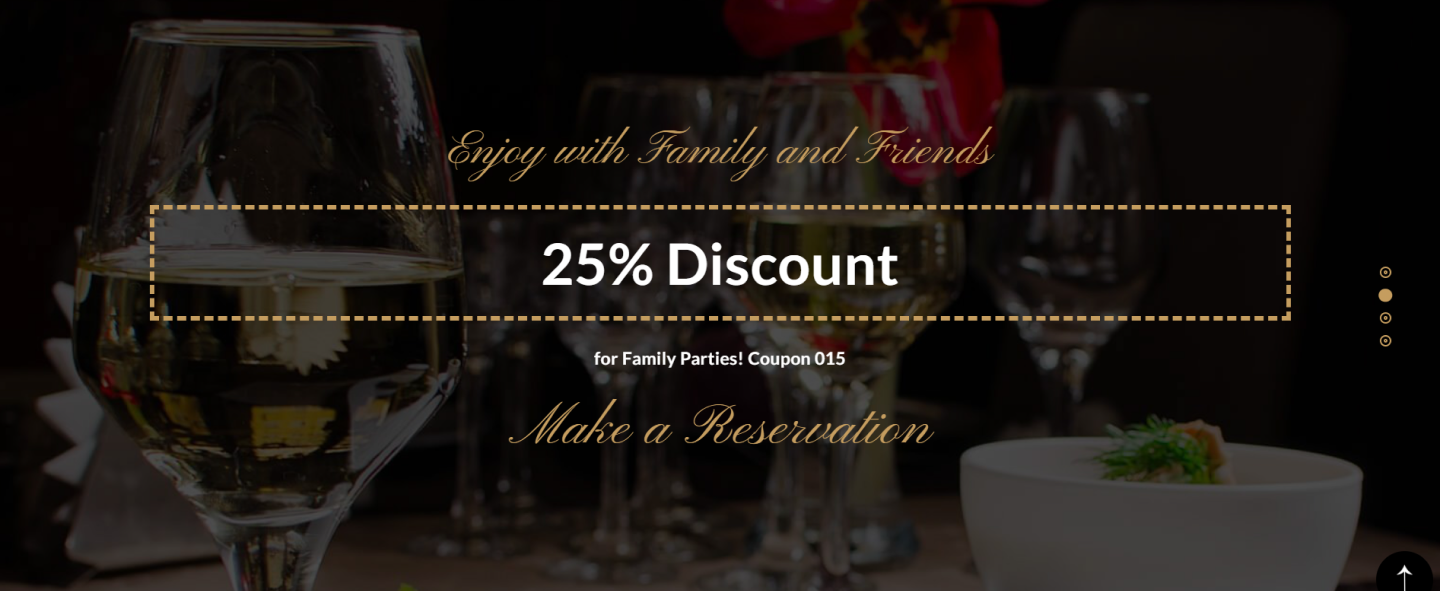 Enjoy with Family and Friends
25% Discount
for Family Parties! Coupon 015
Make a Reservation